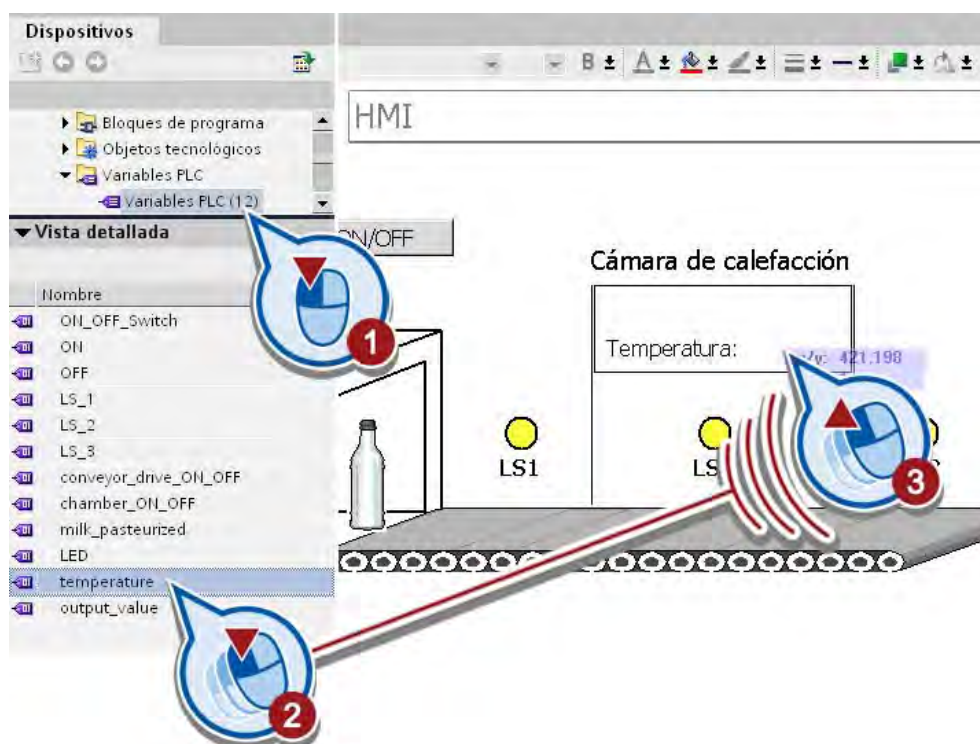 Dispositivos
B A
Bloques de programa
Objetos tecnológicos
Variables PLC
Variables PLC (12)
HMI
Vista detallada
ON/OFF
Nombre
ON_OFF_Switch
ON
OFF
LS_1
LS_2
LS_3
conveyor_drive_ON_OFF
chamber_ON_OFF
milk_pasteurized
LED
temperature
output_value
Cámara de calefacción
Temperatura:
421;198
LS1
LS
1
2
3